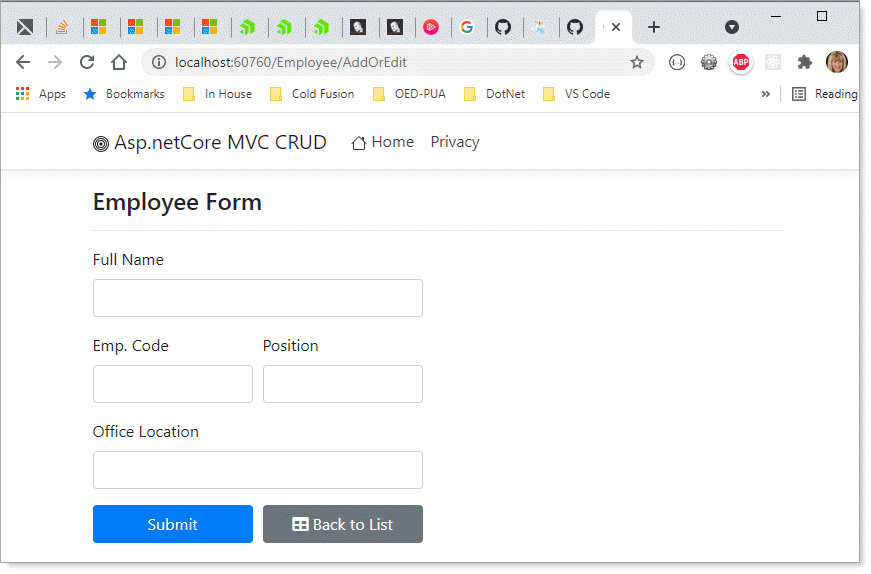 localhost:60760/Employee/AddOrEdit
ABP
Apps Bookmarks In House Cold Fusion OED-PUA DotNet VS Code » Reading
Asp.netCore MVC CRUD Home Privacy
Employee Form
Full Name
Emp. Code Position
Office Location
Submit Back to List